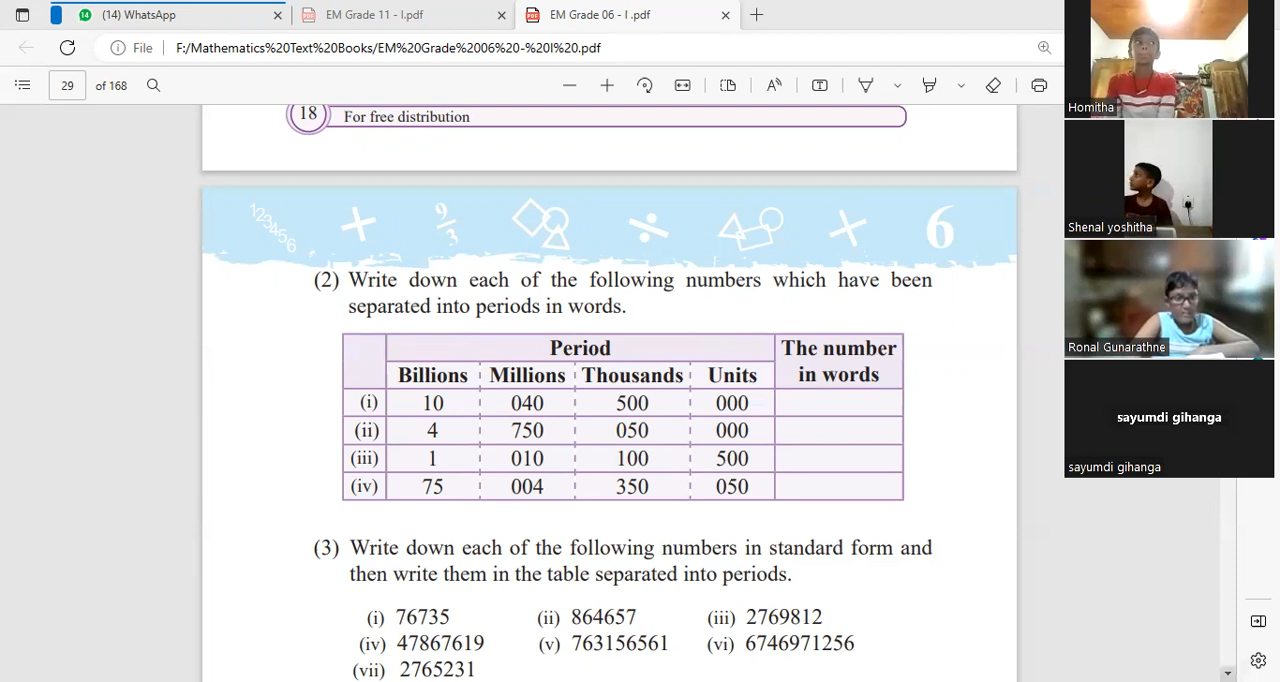 (14) WhatsApp
EM Grade 11 - I.pdf
EM Grade 06 - I .pdf
File
F:/Mathematics%20Text%20Books/EM%20Grade%2006%20-%20I%20.pdf
29 of 168
18 For free distribution
123456 9/3 6
(2) Write down each of the following numbers which have been
separated into periods in words.
Period The number
in words
Billions Millions Thousands Units
(i) 10 040 500 000
(ii) 4 750 050 000
(iii) 1 010 100 500
(iv) 75 004 350 050
(3) Write down each of the following numbers in standard form and
then write them in the table separated into periods.
(i) 76735 (ii) 864657 (iii) 2769812
(iv) 47867619 (v) 763156561 (vi) 6746971256
(vii) 2765231
Homitha
Shenal yoshitha
Ronal Gunarathne
sayumdi gihanga
sayumdi gihanga